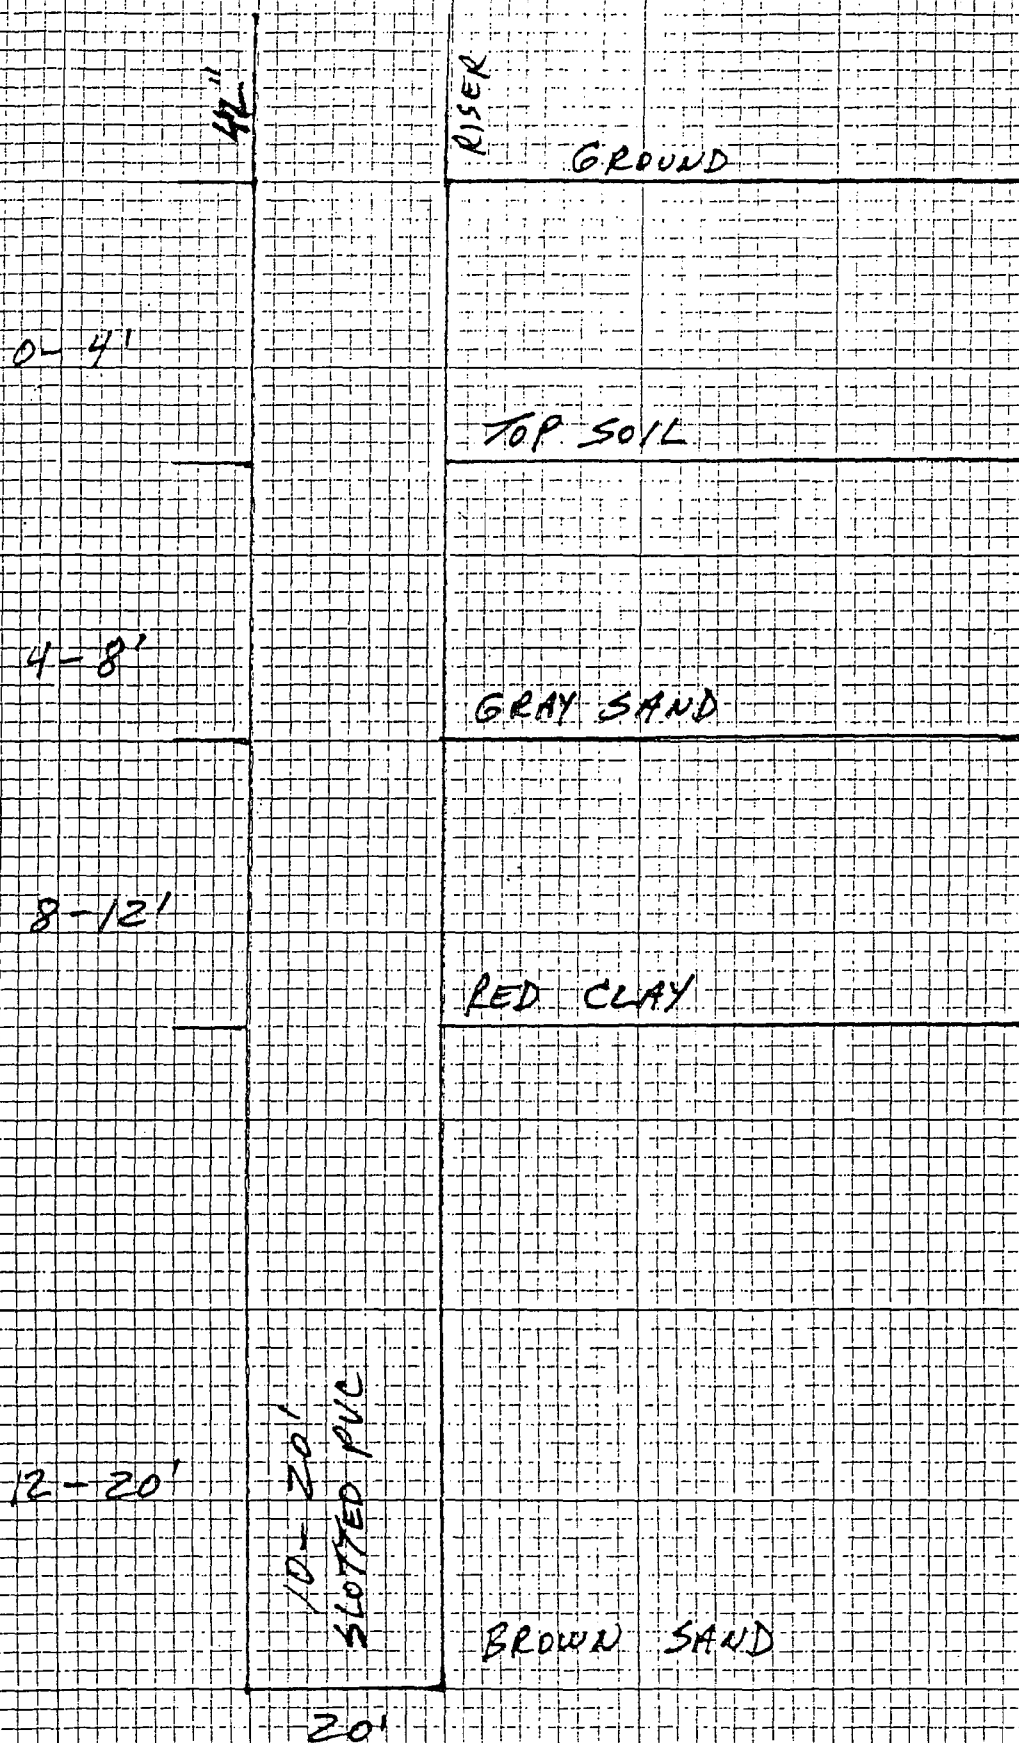 42"
RISER
GROUND
0-4'
TOP SOIL
4-8'
GRAY SAND
8-12'
RED CLAY
10-20'
SLOTTED PVC
12-20'
BROWN SAND
20'